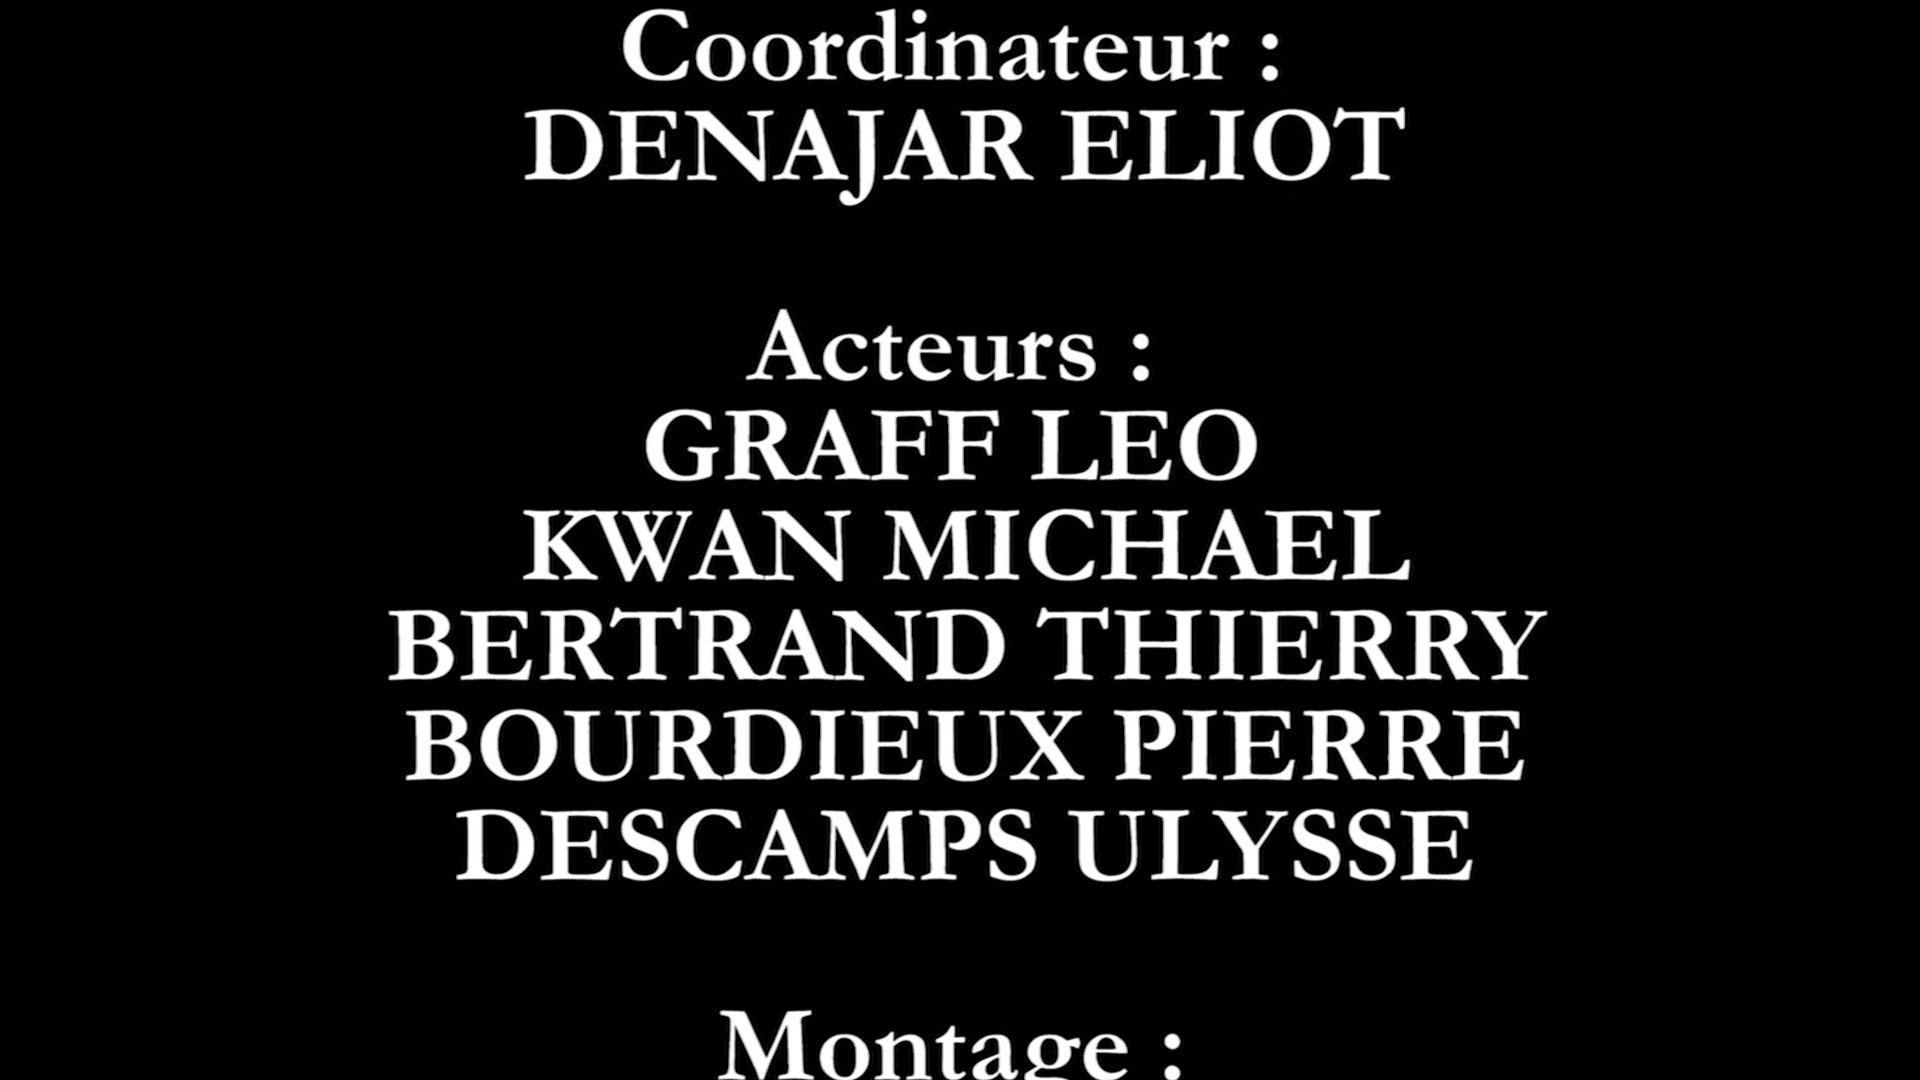 Coordinateur :
DENAJAR ELIOT
Acteurs :
GRAFF LEO
KWAN MICHAEL
BERTRAND THIERRY
BOURDIEUX PIERRE
DESCAMPS ULYSSE
Montage :